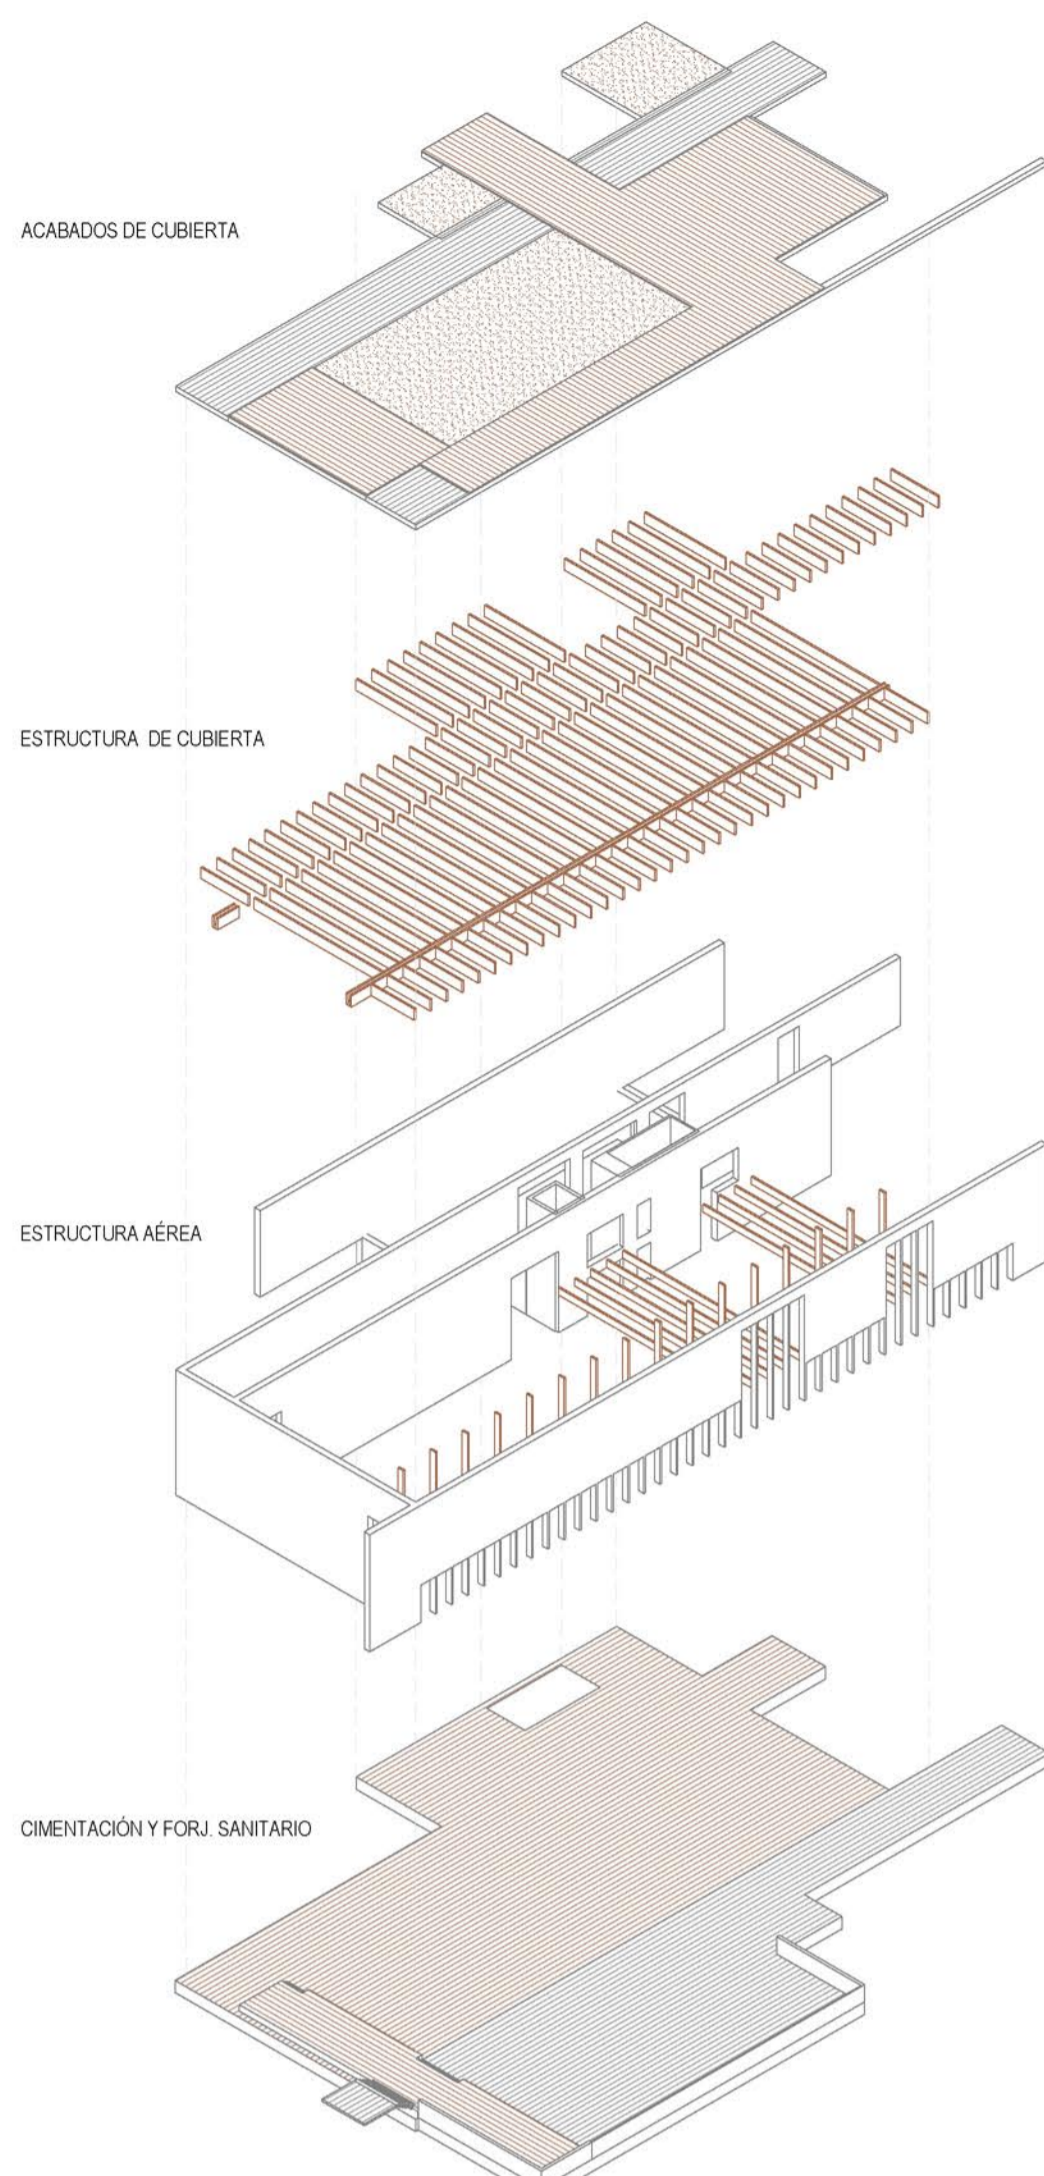 ACABADOS DE CUBIERTA
ESTRUCTURA DE CUBIERTA
ESTRUCTURA AÉREA
CIMENTACIÓN Y FORJ. SANITARIO